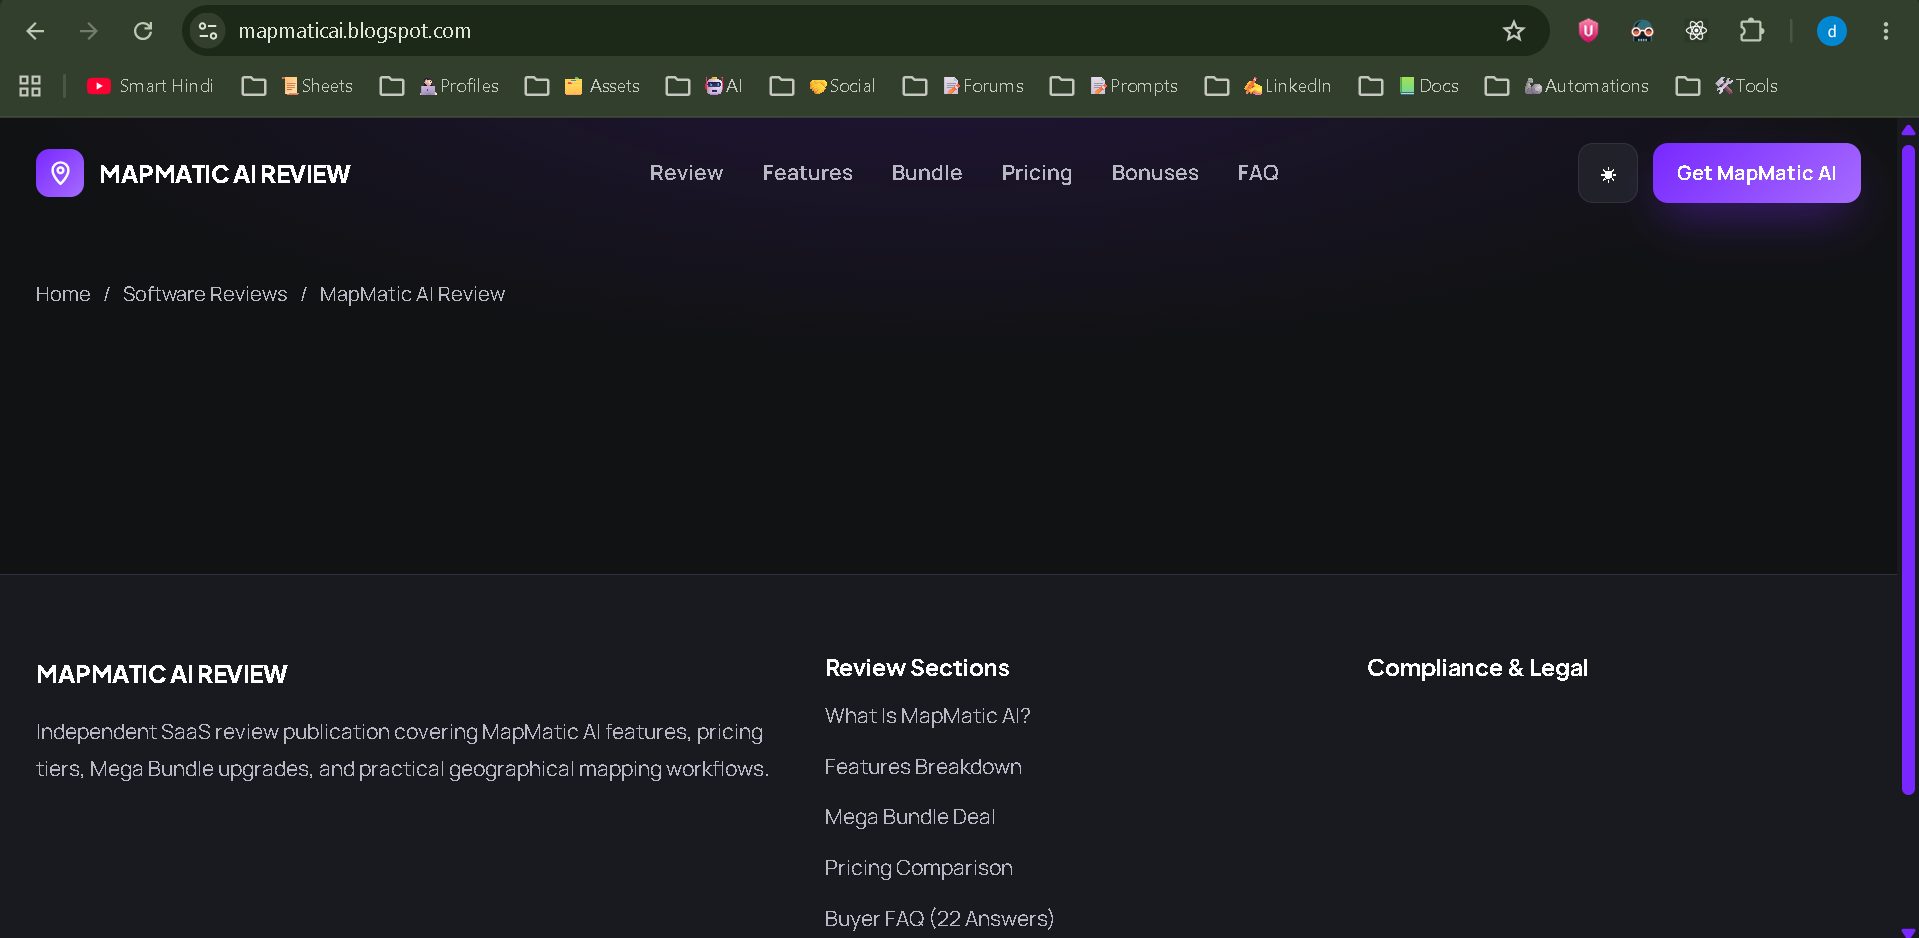 mapmaticai.blogspot.com
d
Smart Hindi
Sheets
Profiles
Assets
AI
Social
Forums
Prompts
LinkedIn
Docs
Automations
Tools
MAPMATIC AI REVIEW
Review
Features
Bundle
Pricing
Bonuses
FAQ
Get MapMatic AI
Home / Software Reviews / MapMatic AI Review
MAPMATIC AI REVIEW
Independent SaaS review publication covering MapMatic AI features, pricing
tiers, Mega Bundle upgrades, and practical geographical mapping workflows.
Review Sections
What Is MapMatic AI?
Features Breakdown
Mega Bundle Deal
Pricing Comparison
Buyer FAQ (22 Answers)
Compliance & Legal